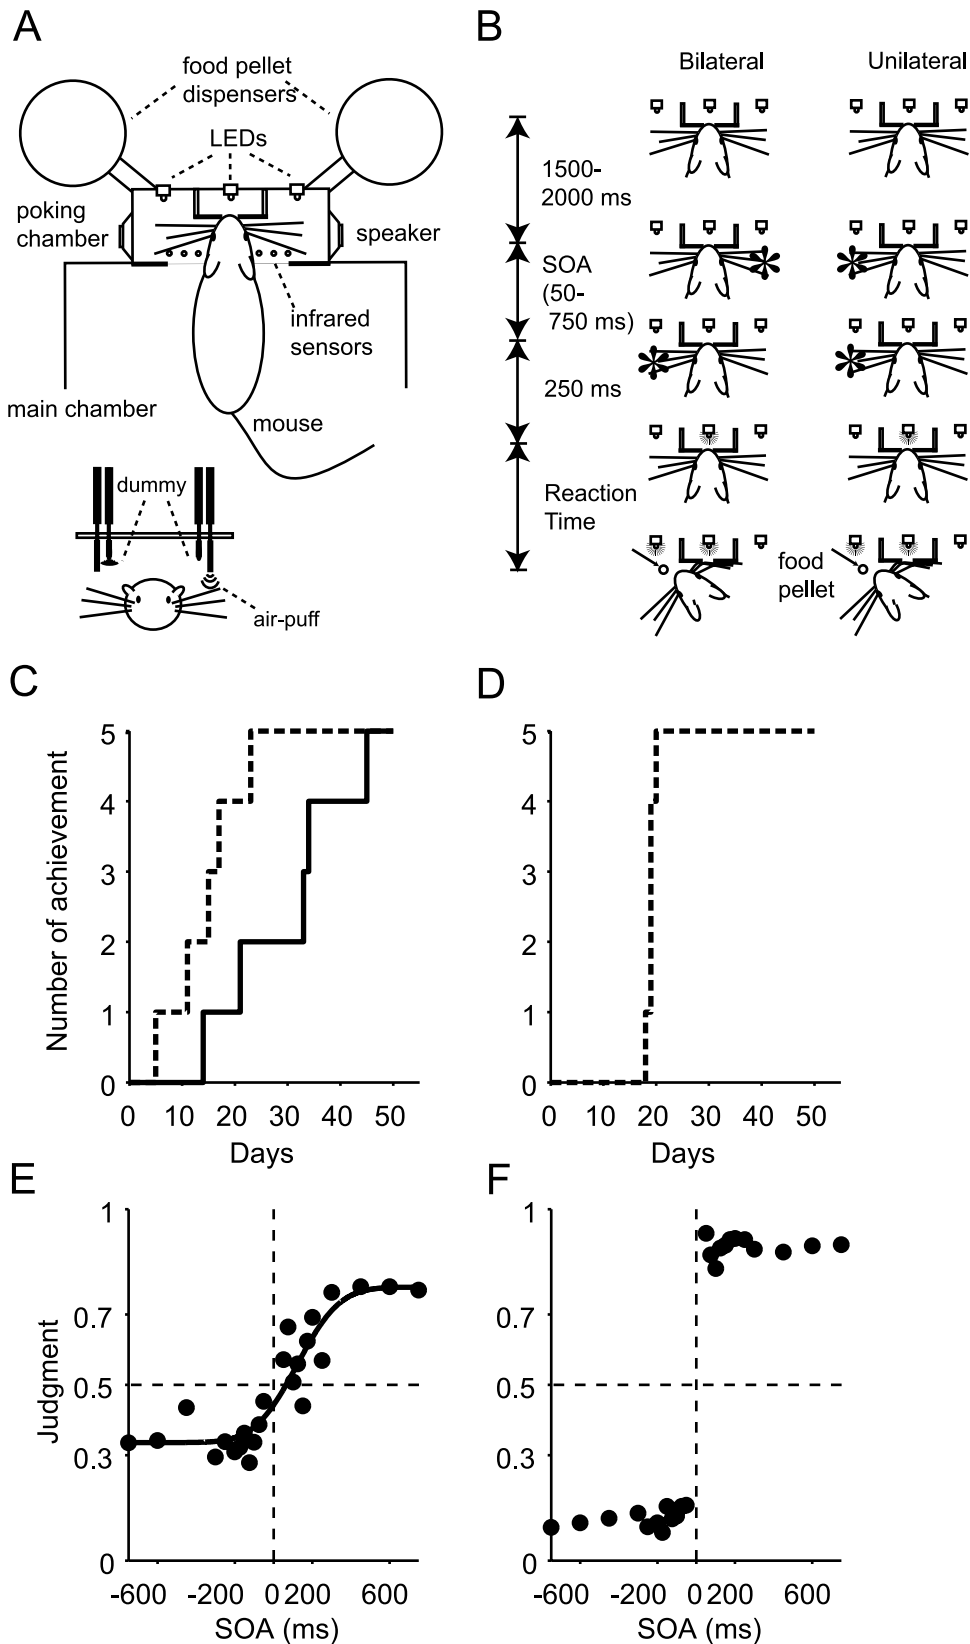 A
food pellet
dispensers
LEDs
poking
chamber
speaker
infrared
sensors
main chamber
mouse
dummy
air-puff
B
Bilateral
Unilateral
1500-
2000 ms
SOA
(50-
750 ms)
250 ms
Reaction
Time
food
pellet
C
Number of achievement
5
4
3
2
1
0
0 10 20 30 40 50
Days
D
5
4
3
2
1
0
0 10 20 30 40 50
Days
E
Judgment
1
0.7
0.5
0.3
0
-600 -200 0 200 600
SOA (ms)
F
1
0.7
0.5
0.3
0
-600 -200 0 200 600
SOA (ms)